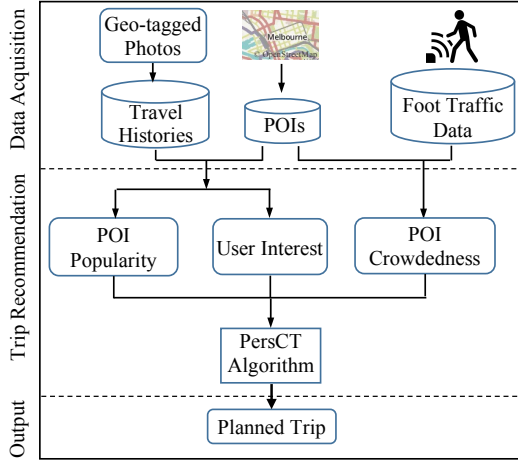 Data Acquisition
Geo-tagged
Photos
Melbourne
© OpenStreetMap
Travel
Histories
POIs
Foot Traffic
Data
Trip Recommendation
POI
Popularity
User Interest
POI
Crowdedness
PersCT
Algorithm
Output
Planned Trip